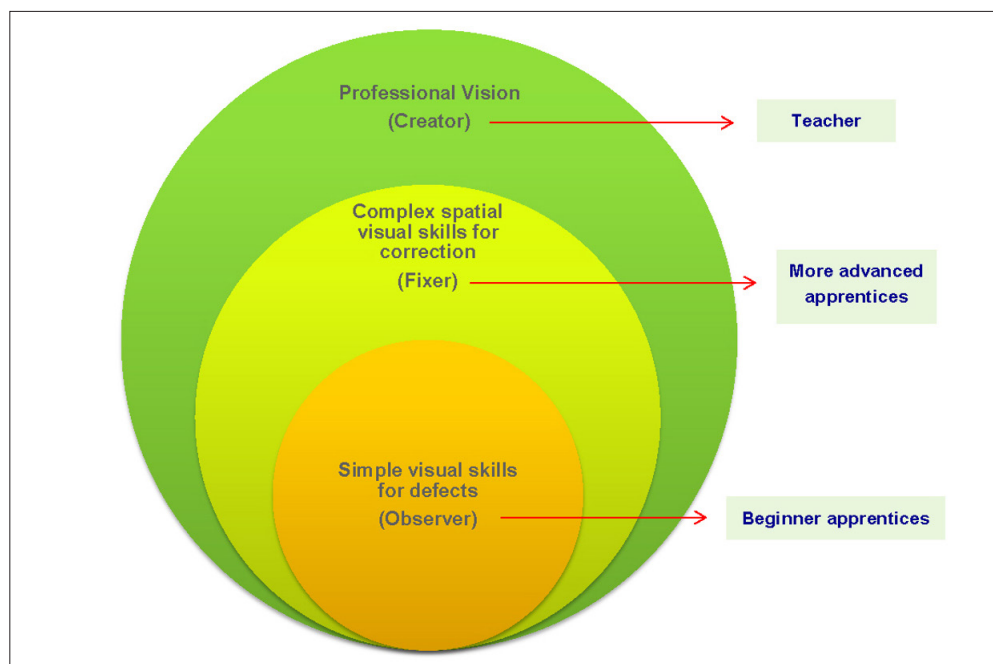 Professional Vision
(Creator)
Teacher
Complex spatial
visual skills for
correction
(Fixer)
More advanced
apprentices
Simple visual skills
for defects
(Observer)
Beginner apprentices